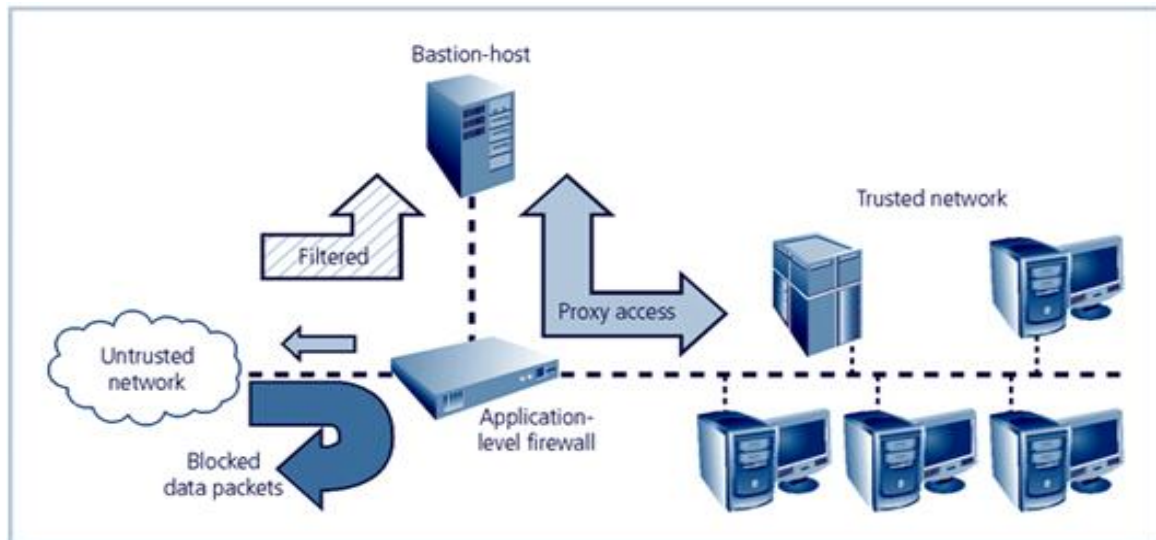 Bastion-host
Trusted network
Filtered
Proxy access
Untrusted
network
Application-
level firewall
Blocked
data packets